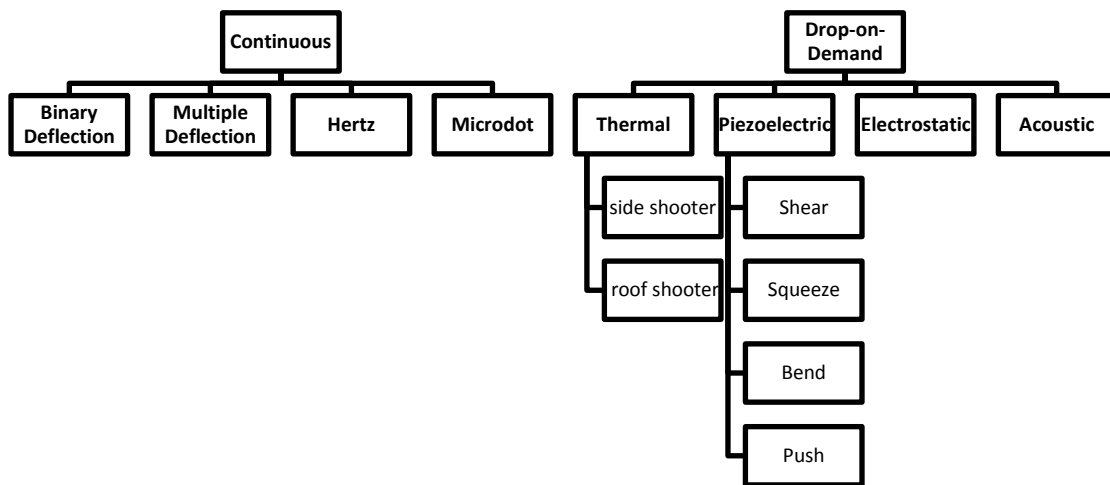 Continuous
Drop-on-
Demand
Binary
Deflection
Multiple
Deflection
Hertz
Microdot
Thermal
Piezoelectric
Electrostatic
Acoustic
side shooter
Shear
roof shooter
Squeeze
Bend
Push